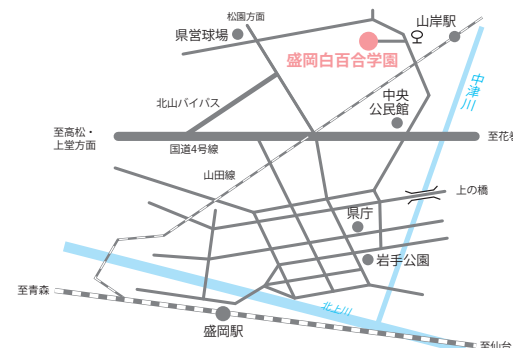 松園方面
山岸駅
県営球場
盛岡白百合学園
中津川
中央
公民館
北山バイパス
至高松・
上堂方面
至花巻
国道4号線
山田線
上の橋
県庁
岩手公園
至青森
北上川
盛岡駅
至仙台